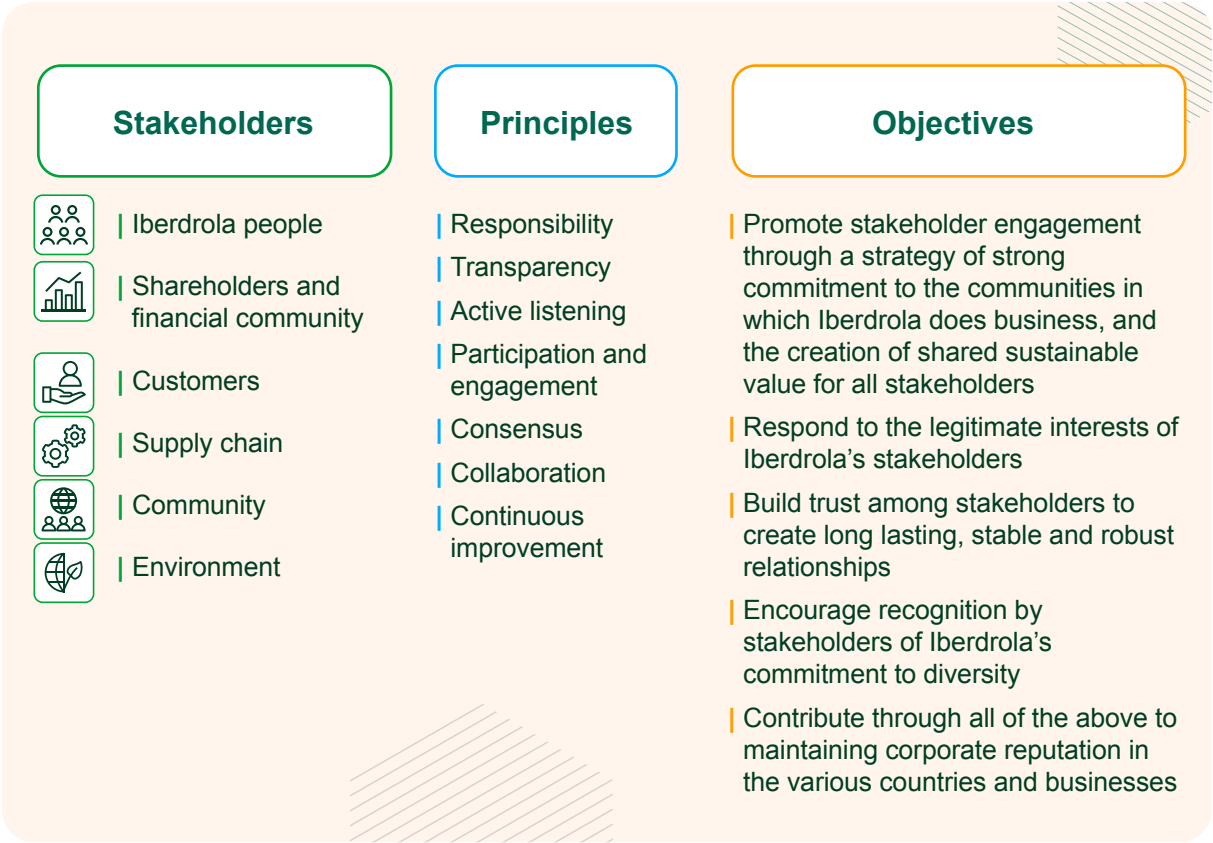 Stakeholders
| Iberdrola people
| Shareholders and
financial community
| Customers
| Supply chain
| Community
| Environment
Principles
| Responsibility
| Transparency
| Active listening
| Participation and
engagement
| Consensus
| Collaboration
| Continuous
improvement
Objectives
| Promote stakeholder engagement
through a strategy of strong
commitment to the communities in
which Iberdrola does business, and
the creation of shared sustainable
value for all stakeholders
| Respond to the legitimate interests of
Iberdrola’s stakeholders
| Build trust among stakeholders to
create long lasting, stable and robust
relationships
| Encourage recognition by
stakeholders of Iberdrola’s
commitment to diversity
| Contribute through all of the above to
maintaining corporate reputation in
the various countries and businesses